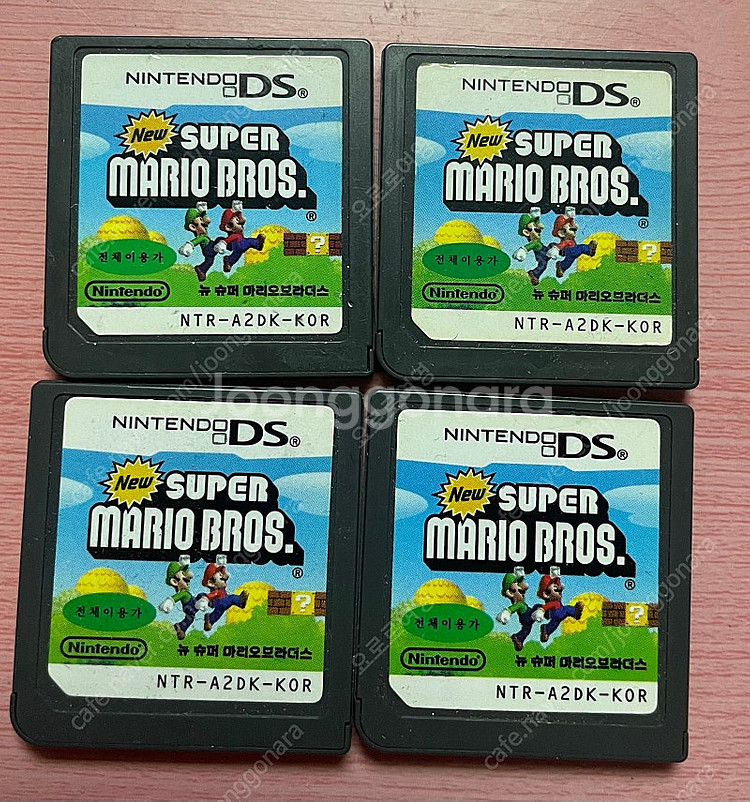 NINTENDO DS®
New SUPER
MARIO BROS.®
?
전체이용가
Nintendo®
뉴 슈퍼 마리오브라더스
NTR-A2DK-KOR
NINTENDO DS®
New SUPER
MARIO BROS.®
?
전체이용가
Nintendo®
뉴 슈퍼 마리오브라더스
NTR-A2DK-KOR
NINTENDO DS®
New SUPER
MARIO BROS.®
?
전체이용가
Nintendo®
뉴 슈퍼 마리오브라더스
NTR-A2DK-KOR
NINTENDO DS®
New SUPER
MARIO BROS.®
?
전체이용가
Nintendo®
뉴 슈퍼 마리오브라더스
NTR-A2DK-KOR
Joonggonara